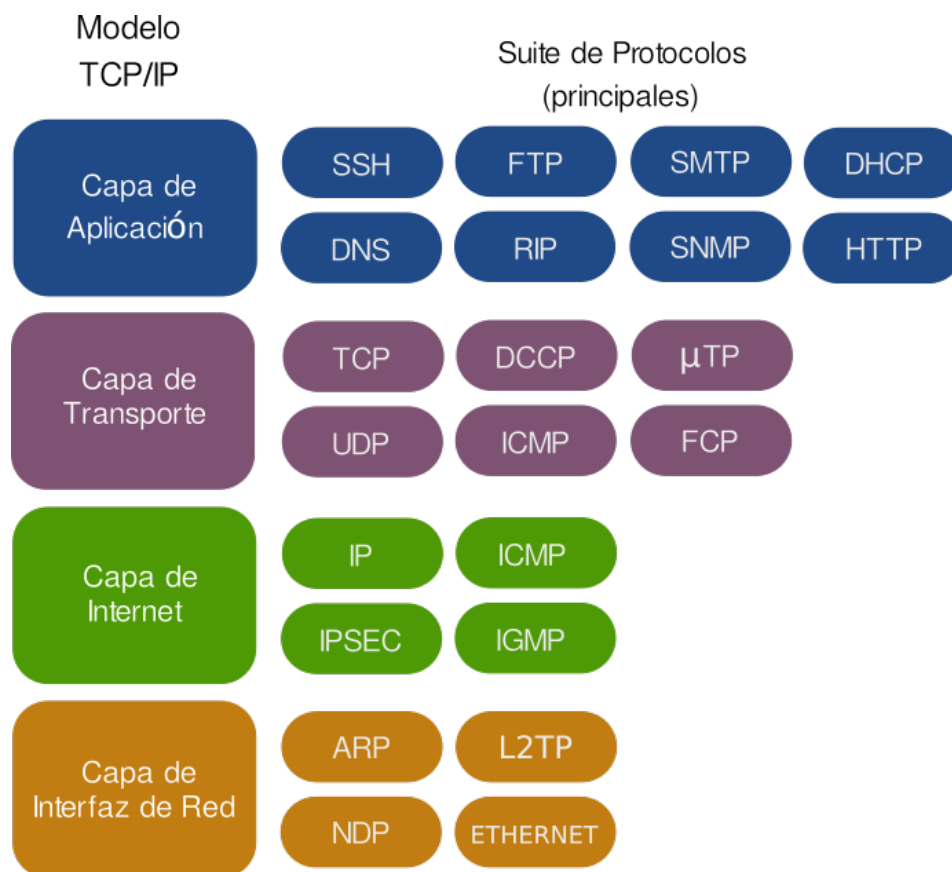 Modelo
TCP/IP
Suite de Protocolos
(principales)
Capa de
Aplicación
SSH FTP SMTP DHCP
DNS RIP SNMP HTTP
Capa de
Transporte
TCP DCCP µTP
UDP ICMP FCP
Capa de
Internet
IP ICMP
IPSEC IGMP
Capa de
Interfaz de Red
ARP L2TP
NDP ETHERNET